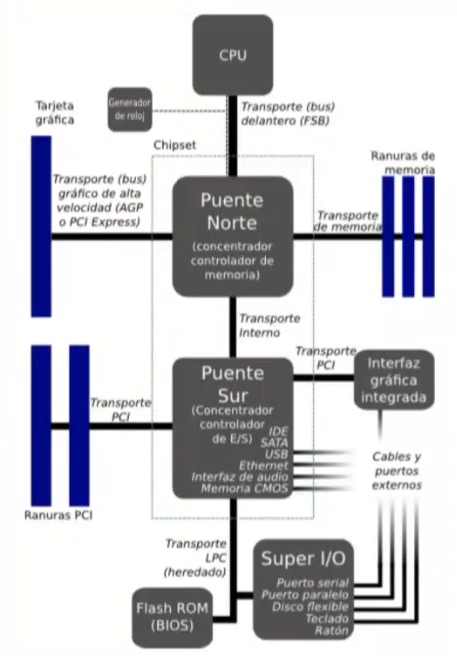 CPU
Generador
de reloj
Transporte (bus)
delantero (FSB)
Tarjeta
gráfica
Chipset
Ranuras de
memoria
Transporte (bus)
gráfico de alta
velocidad (AGP
o PCI Express)
Puente
Norte
(concentrador
controlador de
memoria)
Transporte
de memoria
Transporte
Interno
Transporte
PCI
Interfaz
gráfica
integrada
Puente
Sur
(Concentrador
controlador
de E/S)
IDE
SATA
USB
Ethernet
Interfaz de audio
Memoria CMOS
Transporte
PCI
Cables y
puertos
externos
Ranuras PCI
Transporte
LPC
(heredado)
Super I/O
Puerto serial
Puerto paralelo
Disco flexible
Teclado
Ratón
Flash ROM
(BIOS)